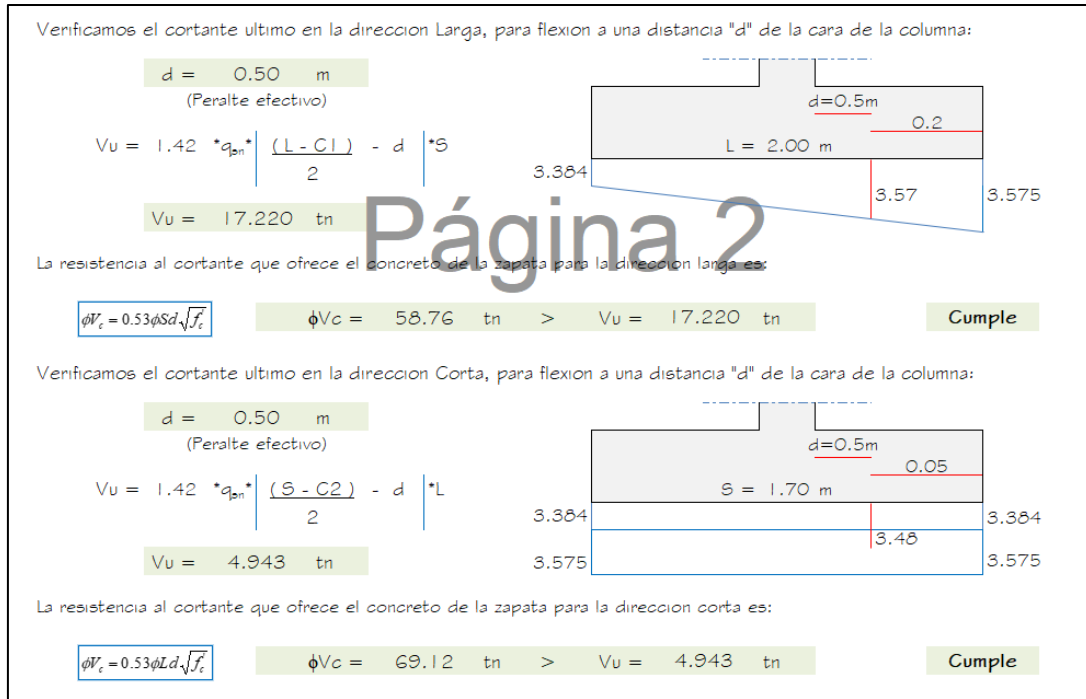 Verificamos el cortante ultimo en la direccion Larga, para flexion a una distancia "d" de la cara de la columna:
d = 0.50 m
(Peralte efectivo)
d=0.5m
0.2
Vu = 1.42 *qₚₙ* | (L - C1) / 2 - d | *S
L = 2.00 m
3.384
3.57
3.575
Vu = 17.220 tn
Página 2
La resistencia al cortante que ofrece el concreto de la zapata para la direccion larga es:
ϕV_c = 0.53ϕSd√f'_c
ϕVc = 58.76 tn > Vu = 17.220 tn Cumple
Verificamos el cortante ultimo en la direccion Corta, para flexion a una distancia "d" de la cara de la columna:
d = 0.50 m
(Peralte efectivo)
d=0.5m
0.05
Vu = 1.42 *qₚₙ* | (S - C2) / 2 - d | *L
S = 1.70 m
3.384
3.384
3.48
Vu = 4.943 tn
3.575
3.575
La resistencia al cortante que ofrece el concreto de la zapata para la direccion corta es:
ϕV_c = 0.53ϕLd√f'_c
ϕVc = 69.12 tn > Vu = 4.943 tn Cumple